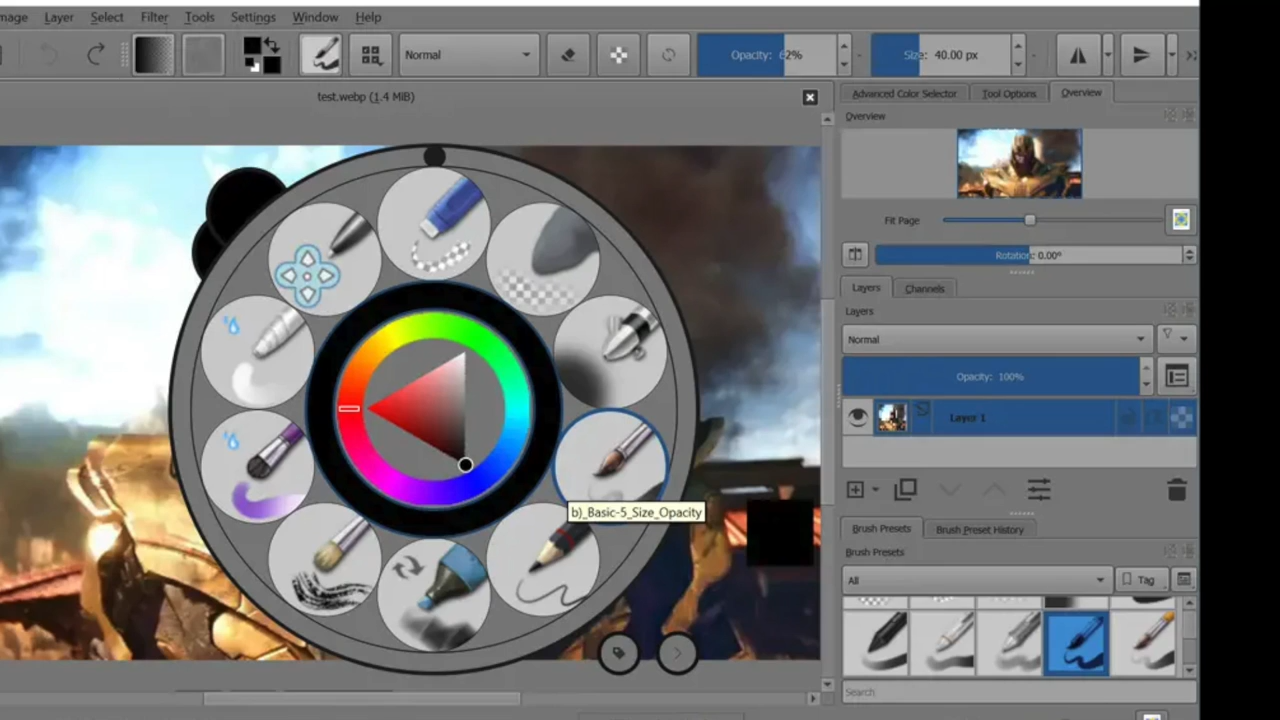 mage Layer Select Filter Tools Settings Window Help
Normal
Opacity: 62%
Size: 40.00 px
test.webp (1.4 MiB)
Advanced Color Selector Tool Options Overview
Overview
Fit Page
Rotation: 0.00°
Layers Channels
Layers
Normal
Opacity: 100%
Layer 1
b)_Basic-5_Size_Opacity
Brush Presets Brush Preset History
Brush Presets
All
Tag
Search